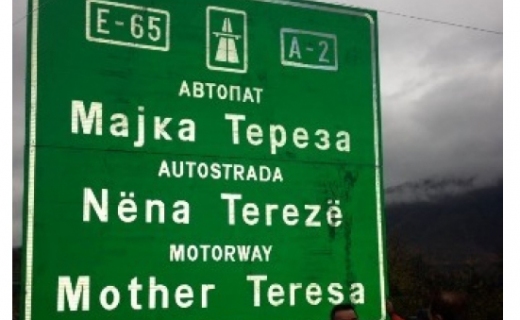 E-65 A-2
АВТОПАТ
Мајка Тереза
AUTOSTRADA
Nëna Terezë
MOTORWAY
Mother Teresa